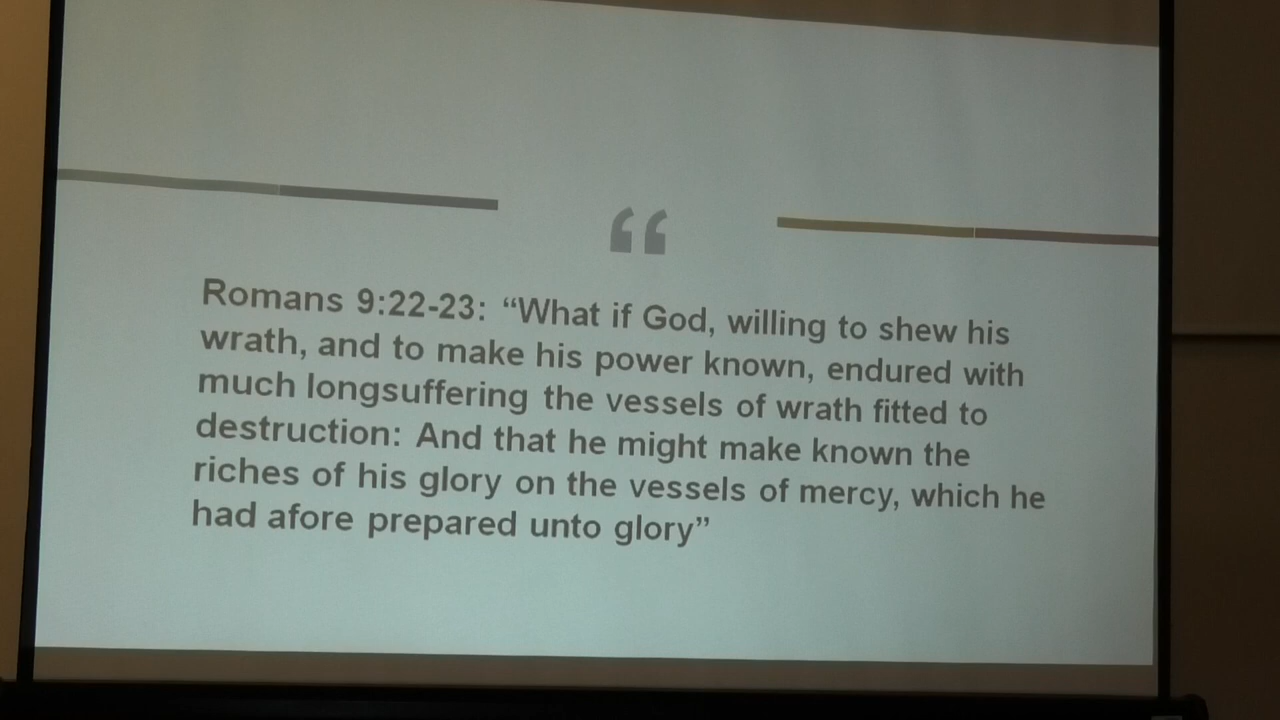 “
Romans 9:22-23: “What if God, willing to shew his
wrath, and to make his power known, endured with
much longsuffering the vessels of wrath fitted to
destruction: And that he might make known the
riches of his glory on the vessels of mercy, which he
had afore prepared unto glory”